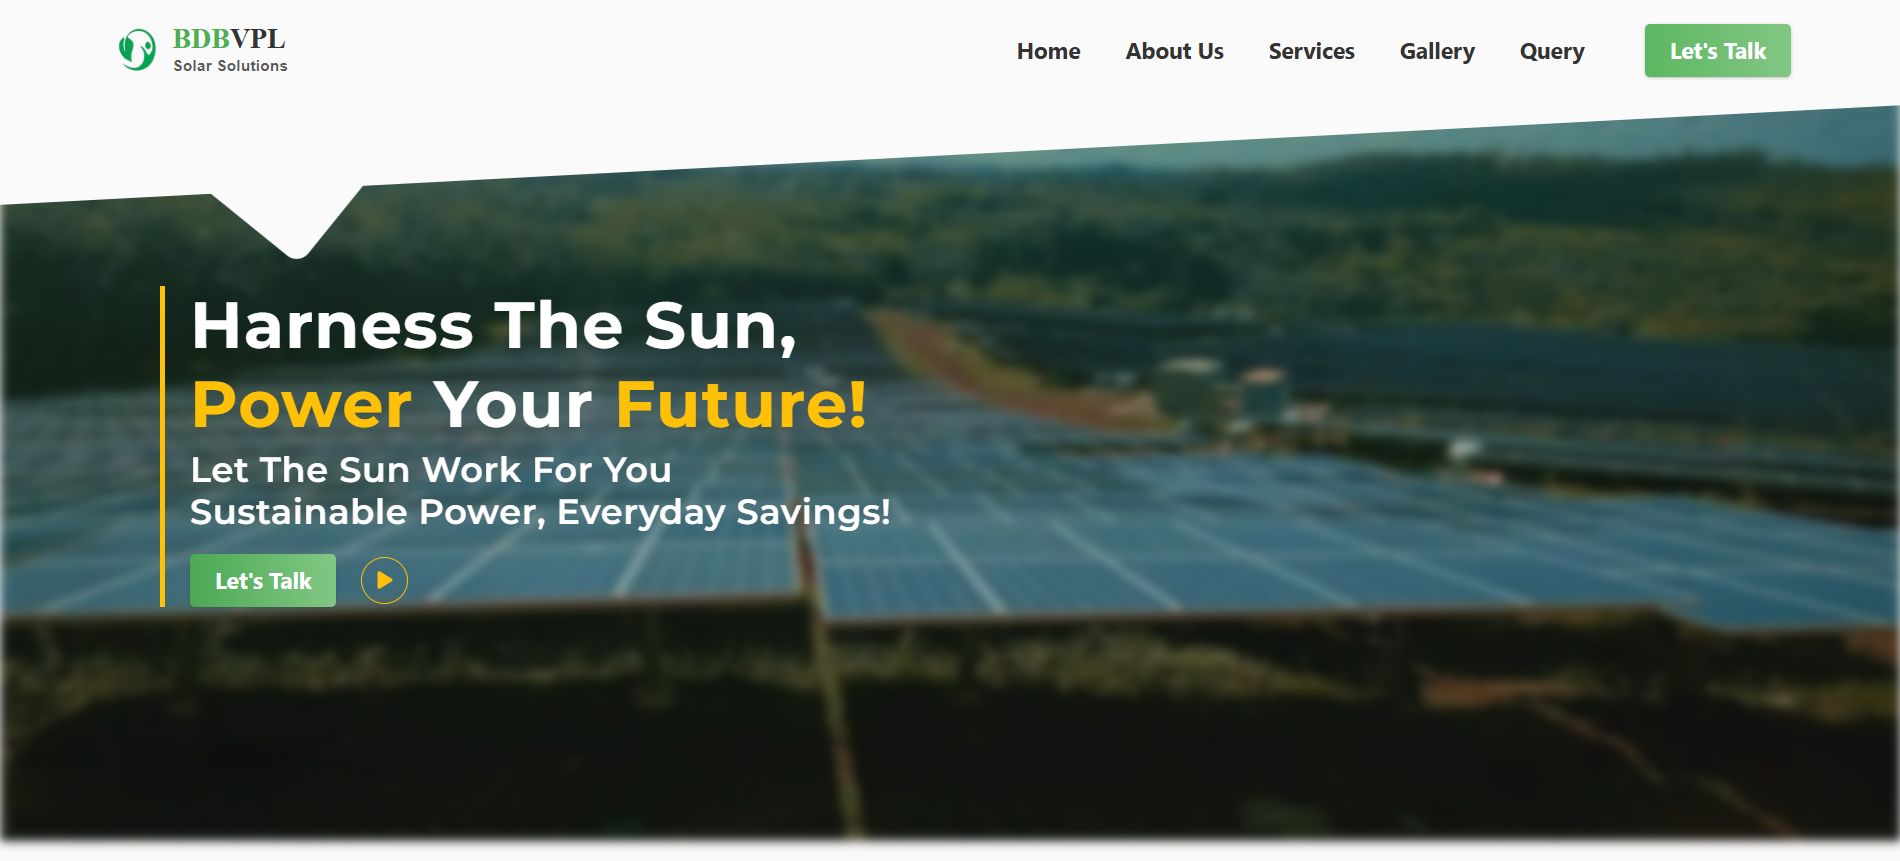 BDBVPL
Solar Solutions
Home About Us Services Gallery Query Let's Talk
Harness The Sun,
Power Your Future!
Let The Sun Work For You
Sustainable Power, Everyday Savings!
Let's Talk